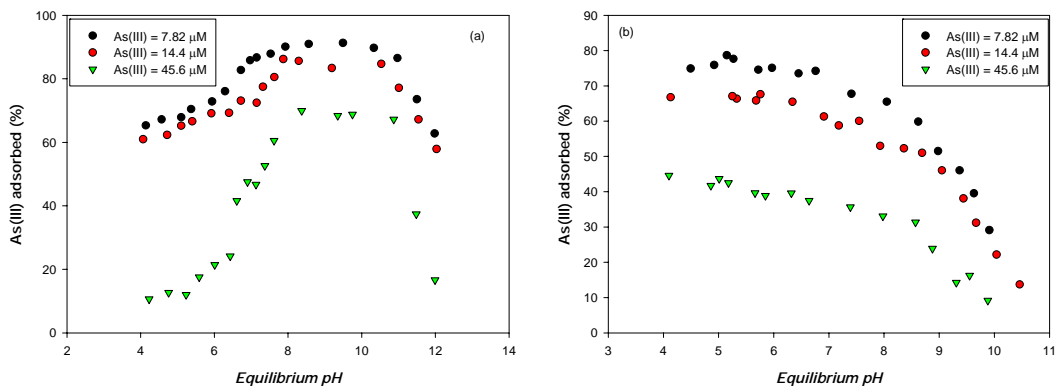 (a)
As(III) = 7.82 µM
As(III) = 14.4 µM
As(III) = 45.6 µM
As(III) adsorbed (%)
100
80
60
40
20
0
2 4 6 8 10 12 14
Equilibrium pH
(b)
As(III) = 7.82 µM
As(III) = 14.4 µM
As(III) = 45.6 µM
As(III) adsorbed (%)
90
80
70
60
50
40
30
20
10
0
3 4 5 6 7 8 9 10 11
Equilibrium pH